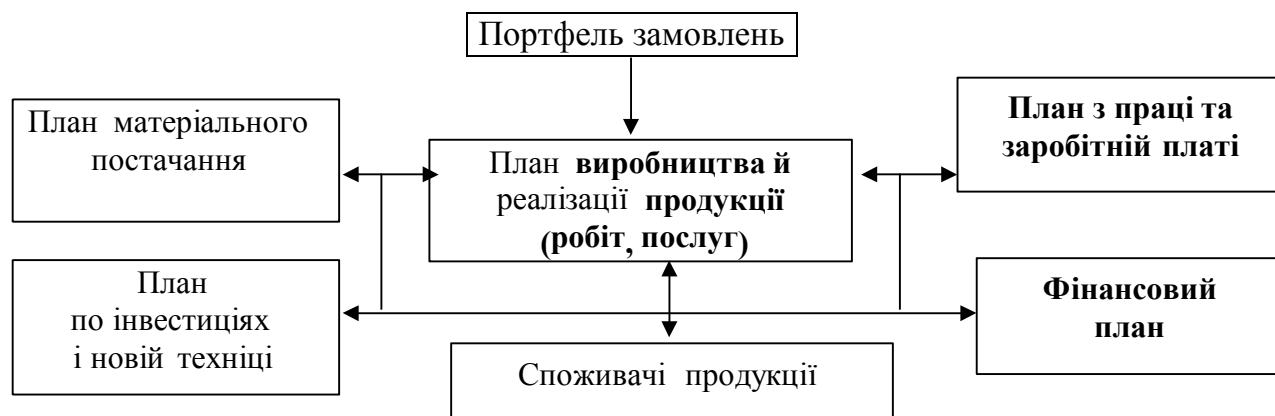 Портфель замовлень
План матеріального
постачання
План виробництва й
реалізації продукції
(робіт, послуг)
План з праці та
заробітній платі
План
по інвестиціях
і новій техніці
Фінансовий
план
Споживачі продукції